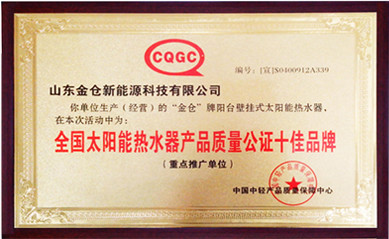 CQGC
编号:[宣]S0400912A339
山东金仓新能源科技有限公司
你单位生产(经营)的“金仓”牌阳台壁挂式太阳能热水器,
在本次活动中为:
全国太阳能热水器产品质量公证十佳品牌
(重点推广单位)
中国中轻产品质量保障中心